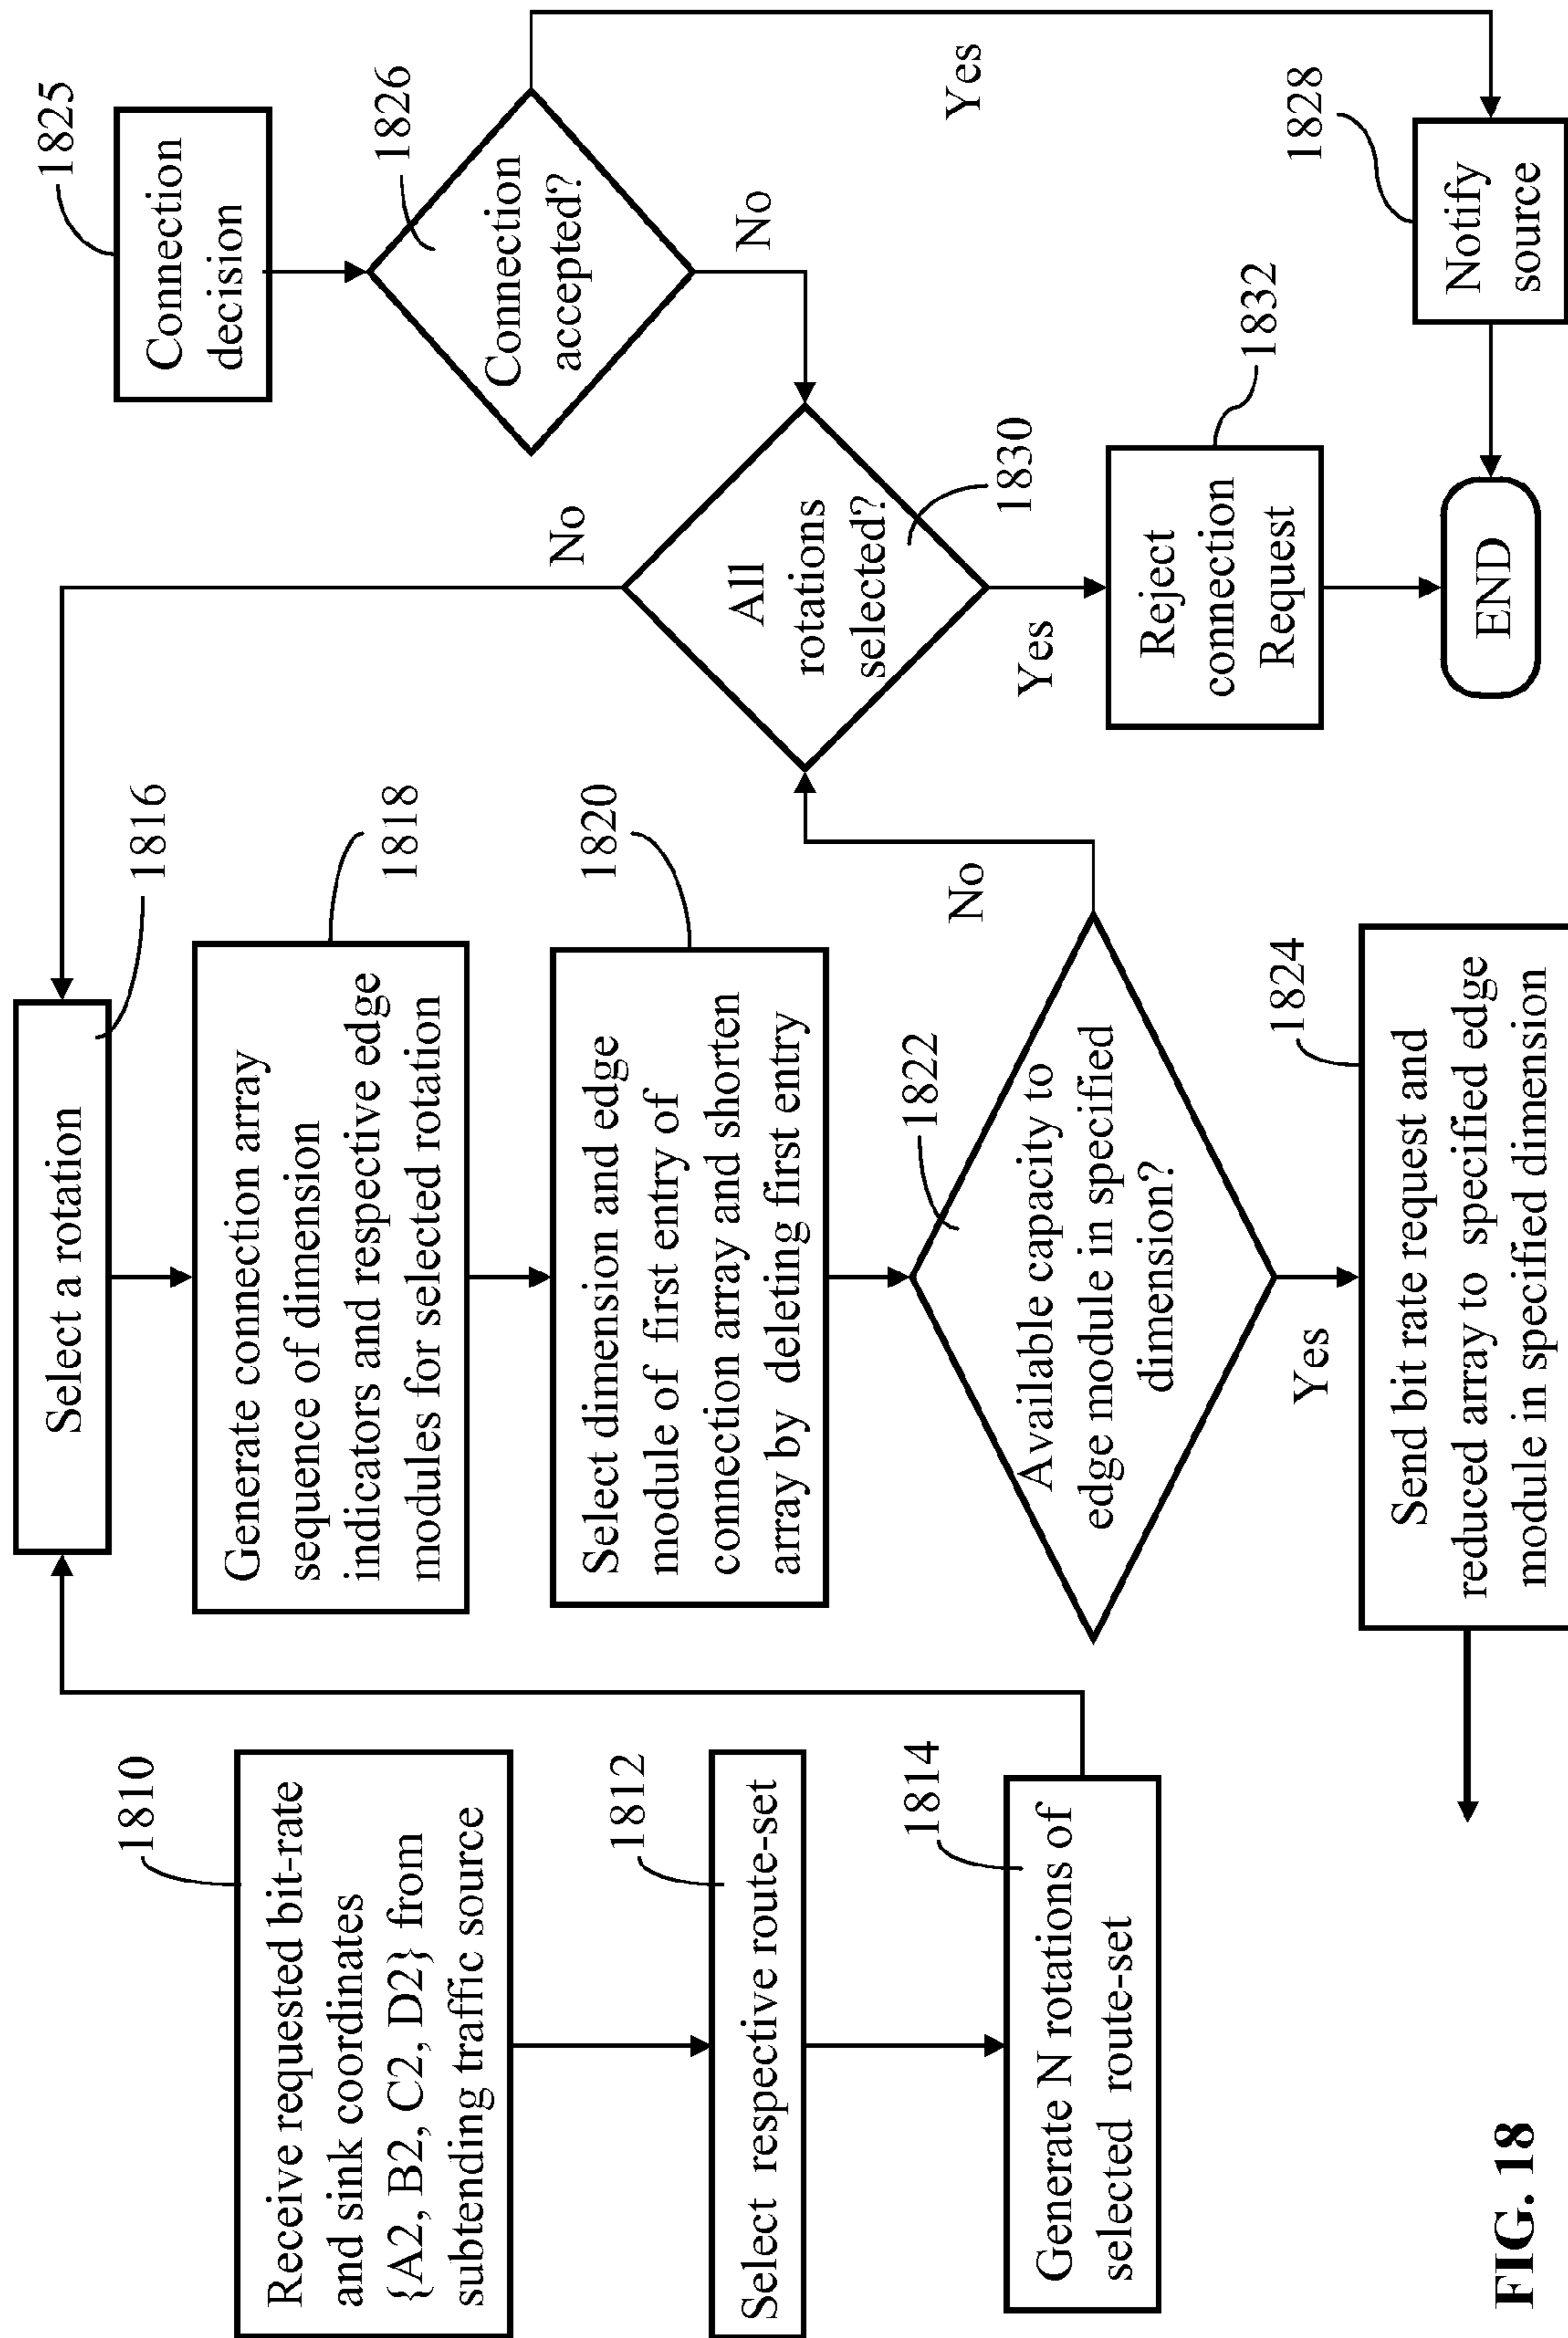 1810
Receive requested bit-rate
and sink coordinates
{A2, B2, C2, D2} from
subtending traffic source
1812
Select respective route-set
1814
Generate N rotations of
selected route-set
Select a rotation
1816
Generate connection array
sequence of dimension
indicators and respective edge
modules for selected rotation
1818
Select dimension and edge
module of first entry of
connection array and shorten
array by deleting first entry
1820
1822
Available capacity to
edge module in specified
dimension?
No
Yes
1824
Send bit rate request and
reduced array to specified edge
module in specified dimension
1825
Connection
decision
1826
Connection
accepted?
Yes
No
No
All
rotations
selected?
1830
Yes
1832
Reject
connection
Request
1828
Notify
source
END
FIG. 18